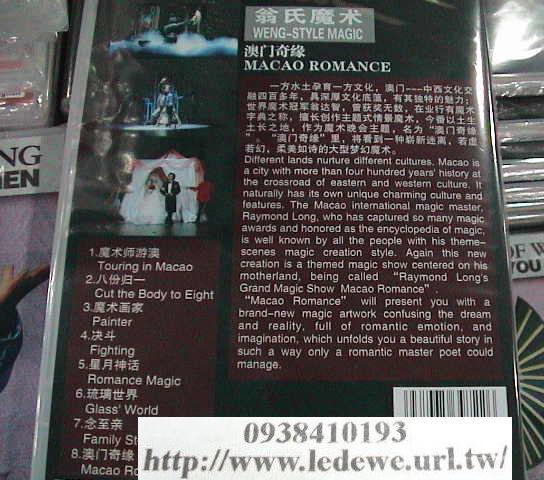 翁氏魔术
WENG-STYLE MAGIC
澳门奇缘
MACAO ROMANCE
一方水土孕育一方文化，澳门---中西文化交
融四百多年，具深厚文化底蕴，有其独特的魅力；
世界魔术冠军翁达智，曾获奖无数，在业行有魔术
字典之称，擅长创作主题式情景魔术，今番以土生
土长之地，作为魔术晚会主题，名为“澳门奇缘
”。“澳门奇缘”里，将看到一种崭新迷离，若虚
若幻，柔美如诗的大型梦幻魔术。
Different lands nurture different cultures. Macao is
a city with more than four hundred years' history at
the crossroad of eastern and western culture. It
naturally has its own unique charming culture and
features. The Macao international magic master,
Raymond Long, who has captured so many magic
awards and honored as the encyclopedia of magic,
is well known by all the people with his theme-
scenes magic creation style. Again this new
creation is a themed magic show centered on his
motherland, being called “Raymond Long's
Grand Magic Show Macao Romance”.
“Macao Romance” will present you with a
brand-new magic artwork confusing the dream
and reality, full of romantic emotion, and
imagination, which unfolds you a beautiful story in
such a way only a romantic master poet could
manage.
1.魔术师游澳
Touring in Macao
2.八份归一
Cut the Body to Eight
3.魔术画家
Painter
4.决斗
Fighting
5.星月神话
Romance Magic
6.琉璃世界
Glass' World
7.念至亲
Family
8.澳门奇缘
Macao
0938410193
http://www.ledewe.url.tw/
NG
MEN
OF
YOU